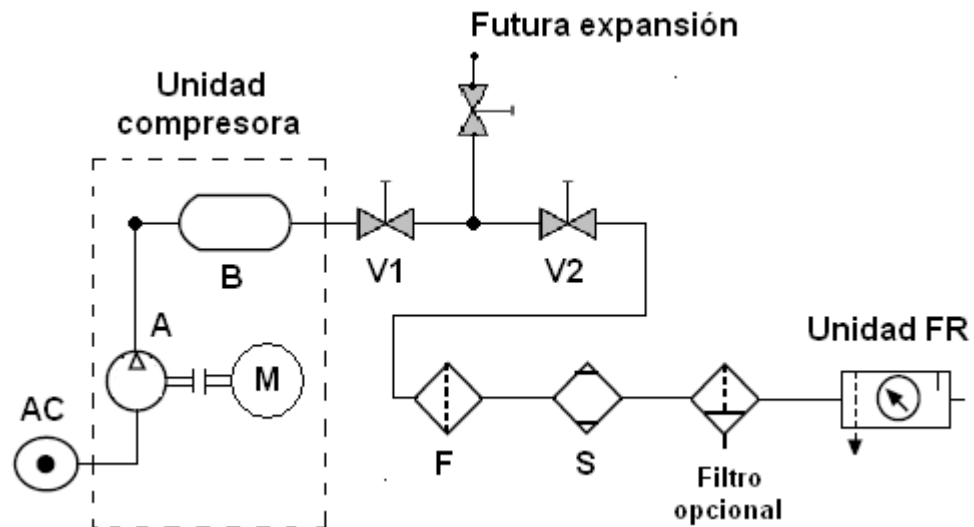 Futura expansión
Unidad
compresora
V1
V2
B
A
M
AC
Unidad FR
F
S
Filtro
opcional